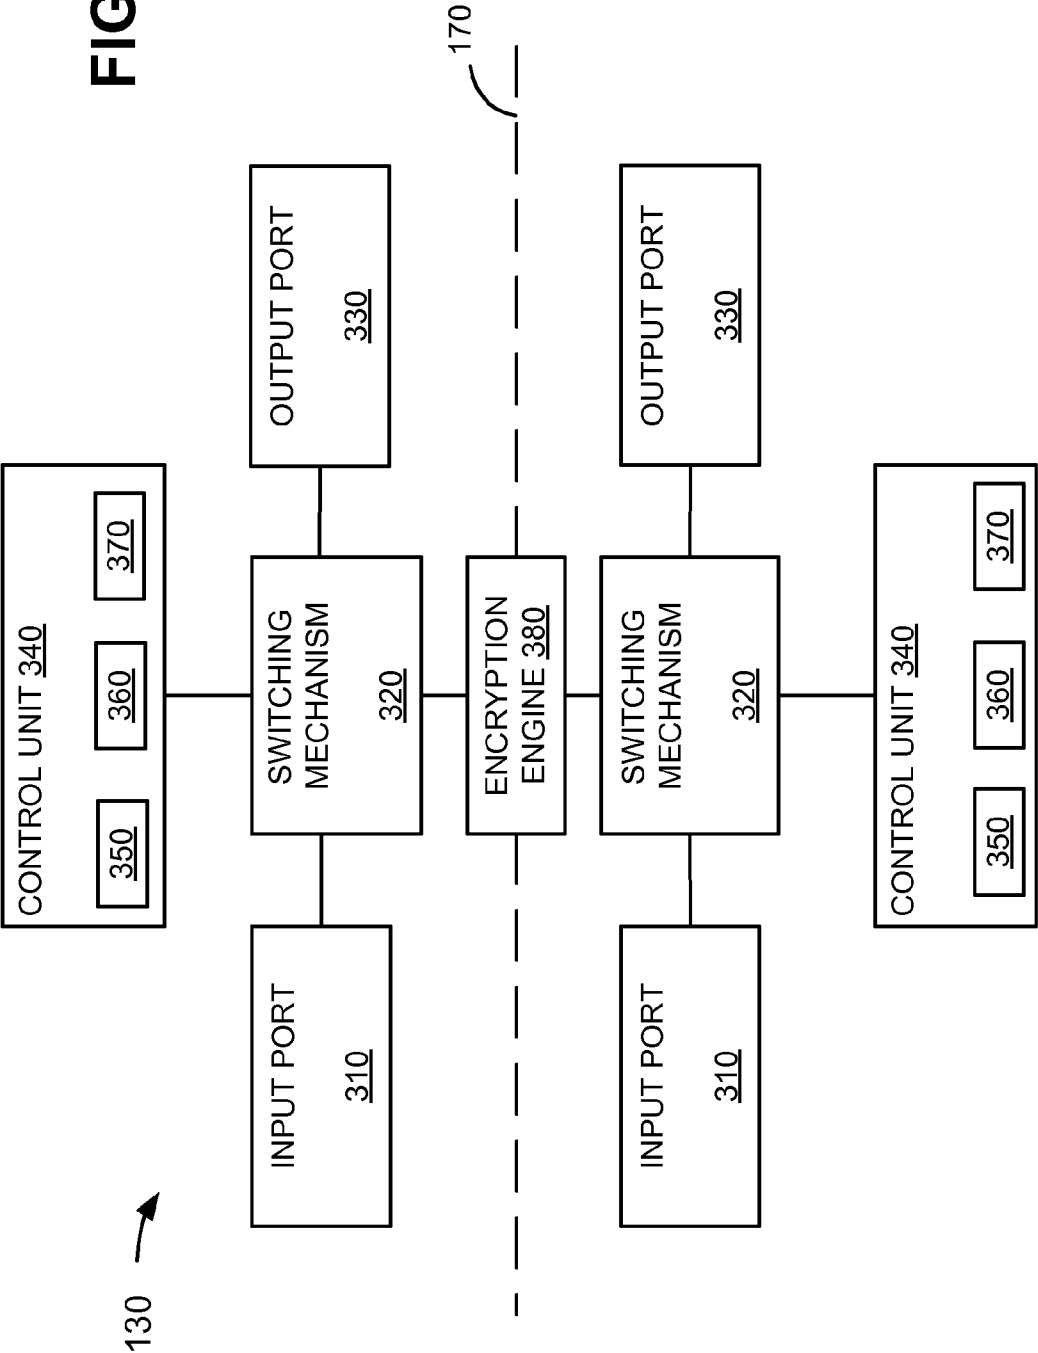 FIG
130
170
CONTROL UNIT 340
350
360
370
INPUT PORT
310
SWITCHING
MECHANISM
320
OUTPUT PORT
330
ENCRYPTION
ENGINE 380
INPUT PORT
310
SWITCHING
MECHANISM
320
OUTPUT PORT
330
CONTROL UNIT 340
350
360
370